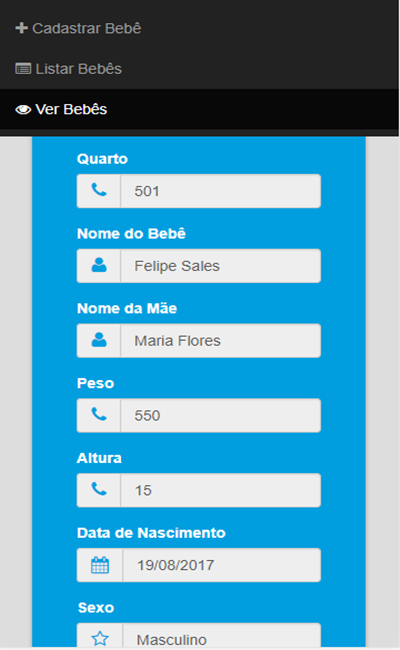 Cadastrar Bebê
Listar Bebês
Ver Bebês
Quarto
501
Nome do Bebê
Felipe Sales
Nome da Mãe
Maria Flores
Peso
550
Altura
15
Data de Nascimento
19/08/2017
Sexo
Masculino